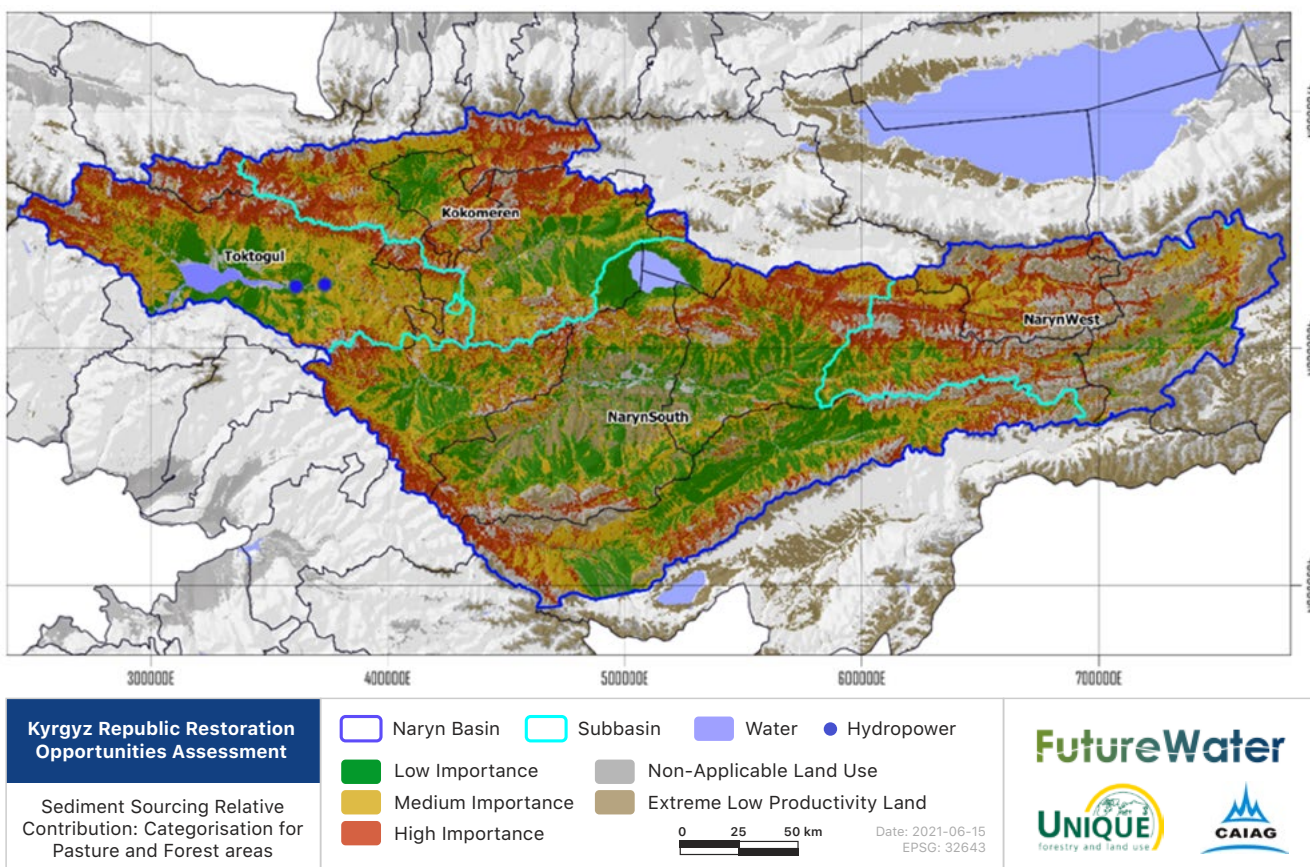 Kokomeren
Toktogul
NarynWest
NarynSouth
300000E
400000E
500000E
600000E
700000E
Kyrgyz Republic Restoration
Opportunities Assessment
Sediment Sourcing Relative
Contribution: Categorisation for
Pasture and Forest areas
Naryn Basin
Subbasin
Water
Hydropower
Low Importance
Non-Applicable Land Use
Medium Importance
Extreme Low Productivity Land
High Importance
0 25 50 km
Date: 2021-06-15
EPSG: 32643
FutureWater
UNIQUE
forestry and land use
CAIAG